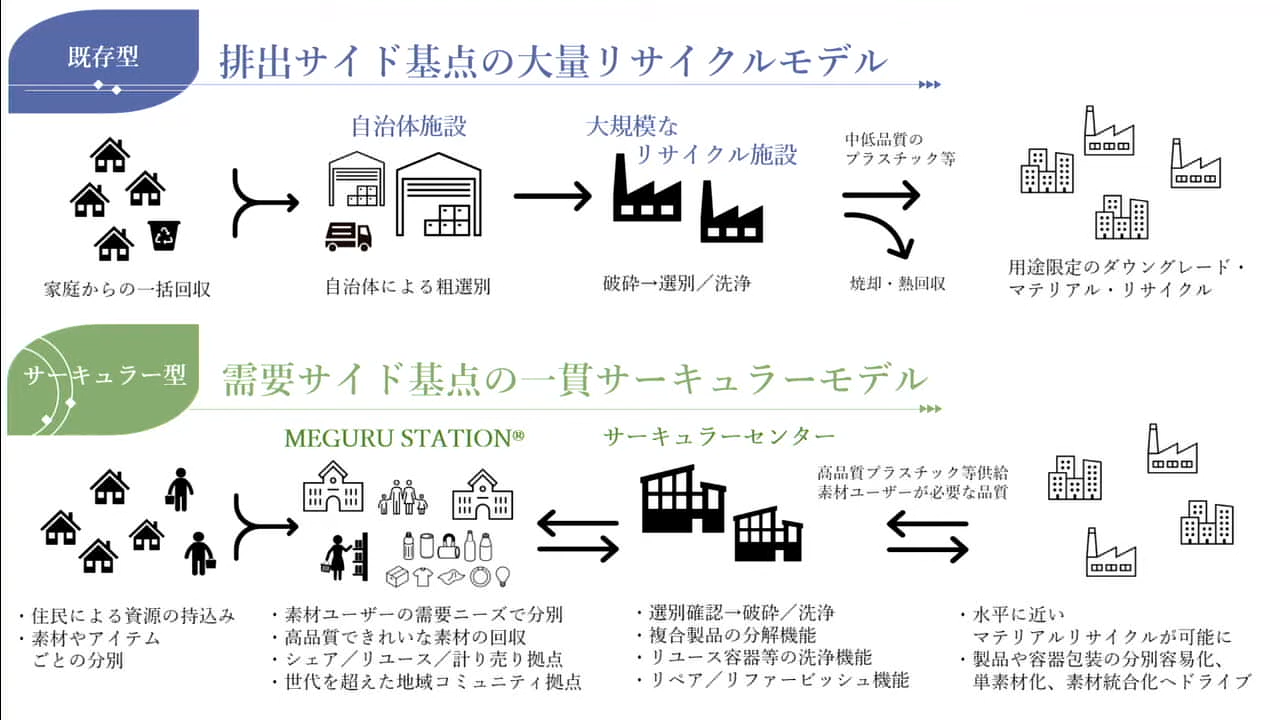 既存型
排出サイド基点の大量リサイクルモデル
自治体施設
大規模な
リサイクル施設
中低品質の
プラスチック等
家庭からの一括回収
自治体による粗選別
破砕→選別／洗浄
焼却・熱回収
用途限定のダウングレード・
マテリアル・リサイクル
サーキュラー型
需要サイド基点の一貫サーキュラーモデル
MEGURU STATION®
サーキュラーセンター
高品質プラスチック等供給
素材ユーザーが必要な品質
・住民による資源の持込み
・素材やアイテム
ごとの分別
・素材ユーザーの需要ニーズで分別
・高品質できれいな素材の回収
・シェア／リユース／計り売り拠点
・世代を超えた地域コミュニティ拠点
・選別確認→破砕／洗浄
・複合製品の分解機能
・リユース容器等の洗浄機能
・リペア／リファービッシュ機能
・水平に近い
マテリアルリサイクルが可能に
・製品や容器包装の分別容易化、
単素材化、素材統合化へドライブ